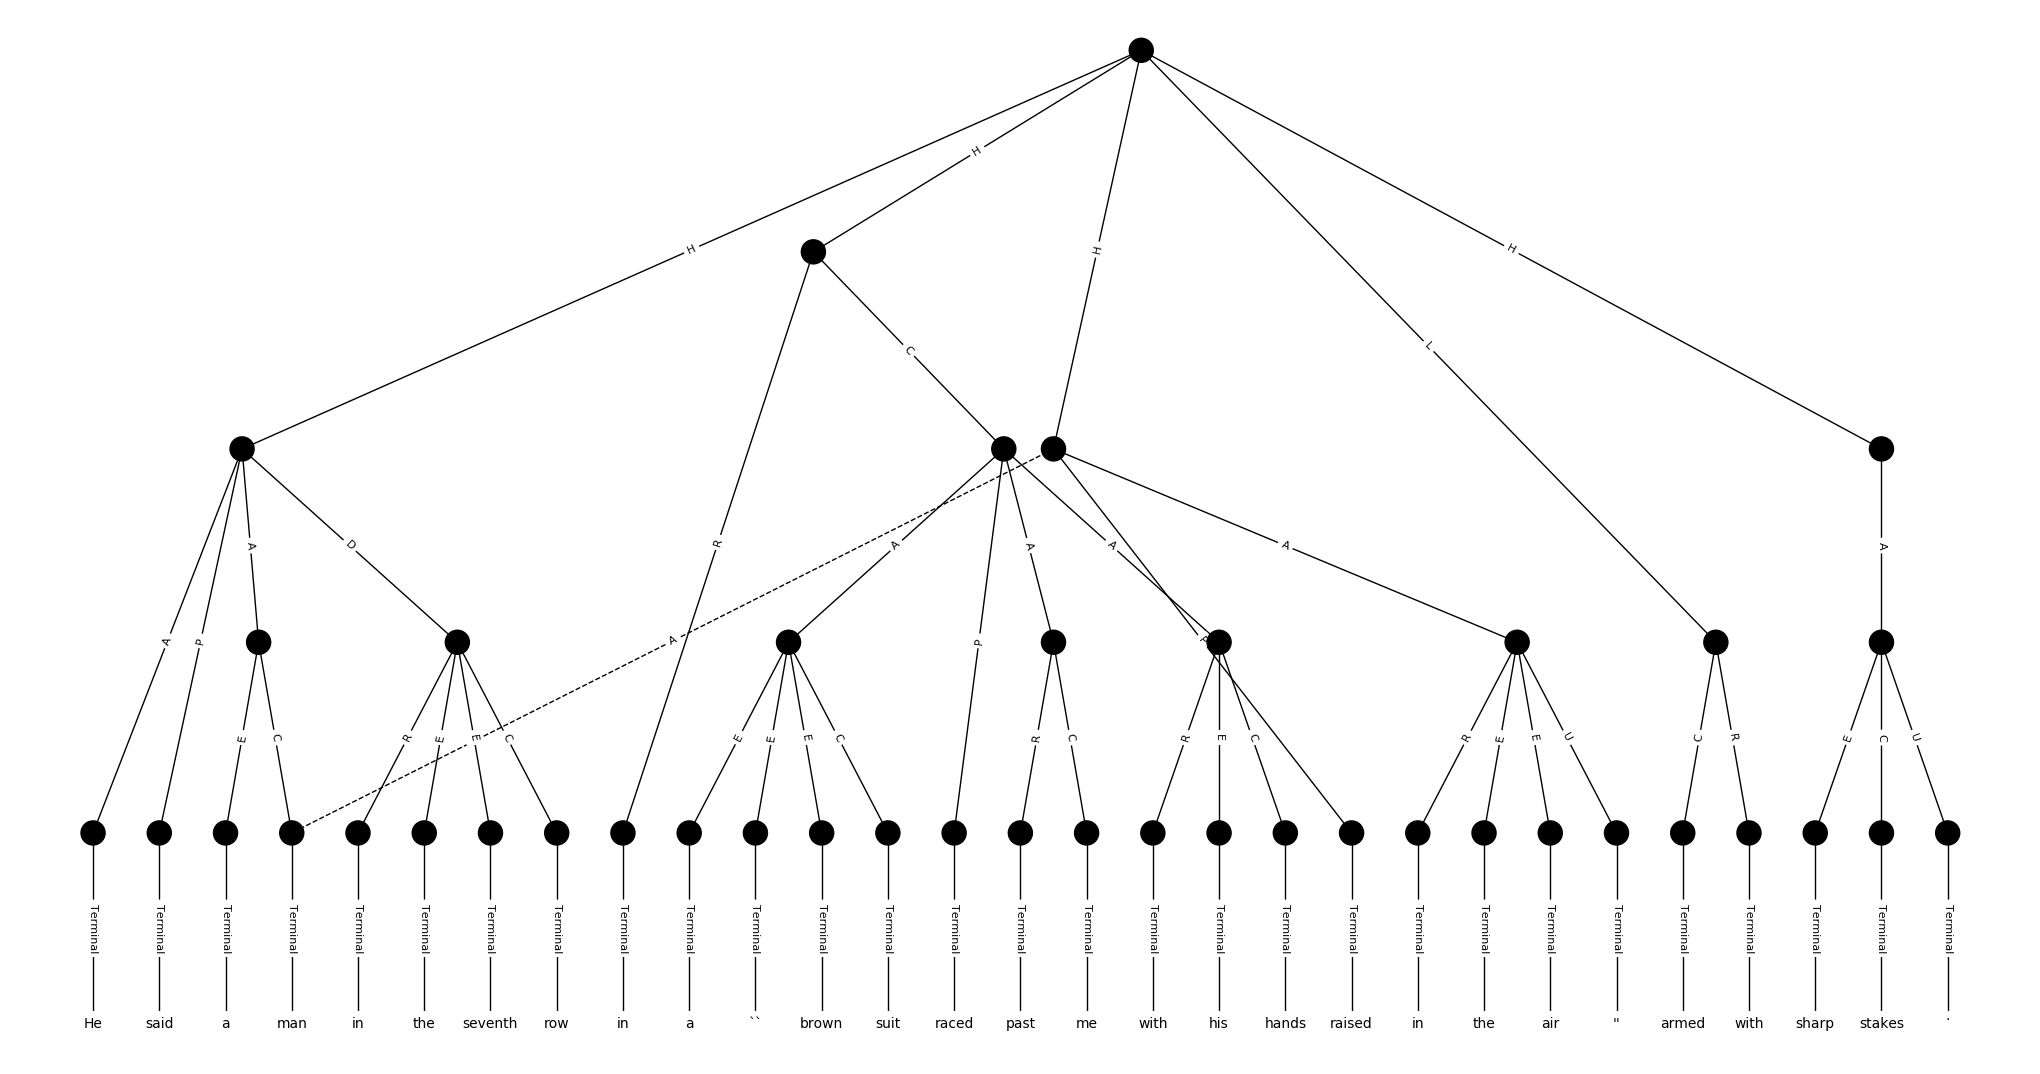 H
H
H
H
L
C
R
A
P
A
D
A
A
P
A
A
P
A
A
E
C
R
E
E
C
E
E
E
C
R
C
R
E
C
R
E
E
U
C
R
E
C
U
Terminal Terminal Terminal Terminal Terminal Terminal Terminal Terminal Terminal Terminal Terminal Terminal Terminal Terminal Terminal Terminal Terminal Terminal Terminal Terminal Terminal Terminal Terminal Terminal Terminal Terminal Terminal Terminal Terminal
He said a man in the seventh row in a `` brown suit raced past me with his hands raised in the air " armed with sharp stakes .